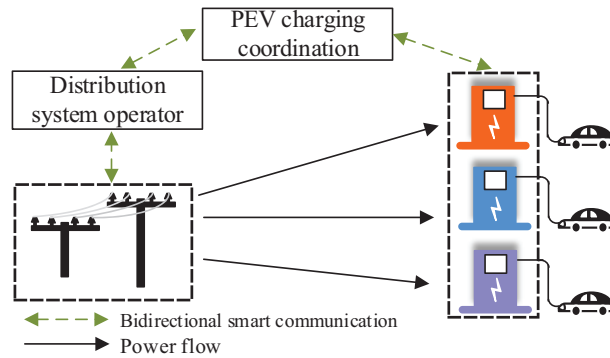 PEV charging
coordination
Distribution
system operator
Bidirectional smart communication
Power flow